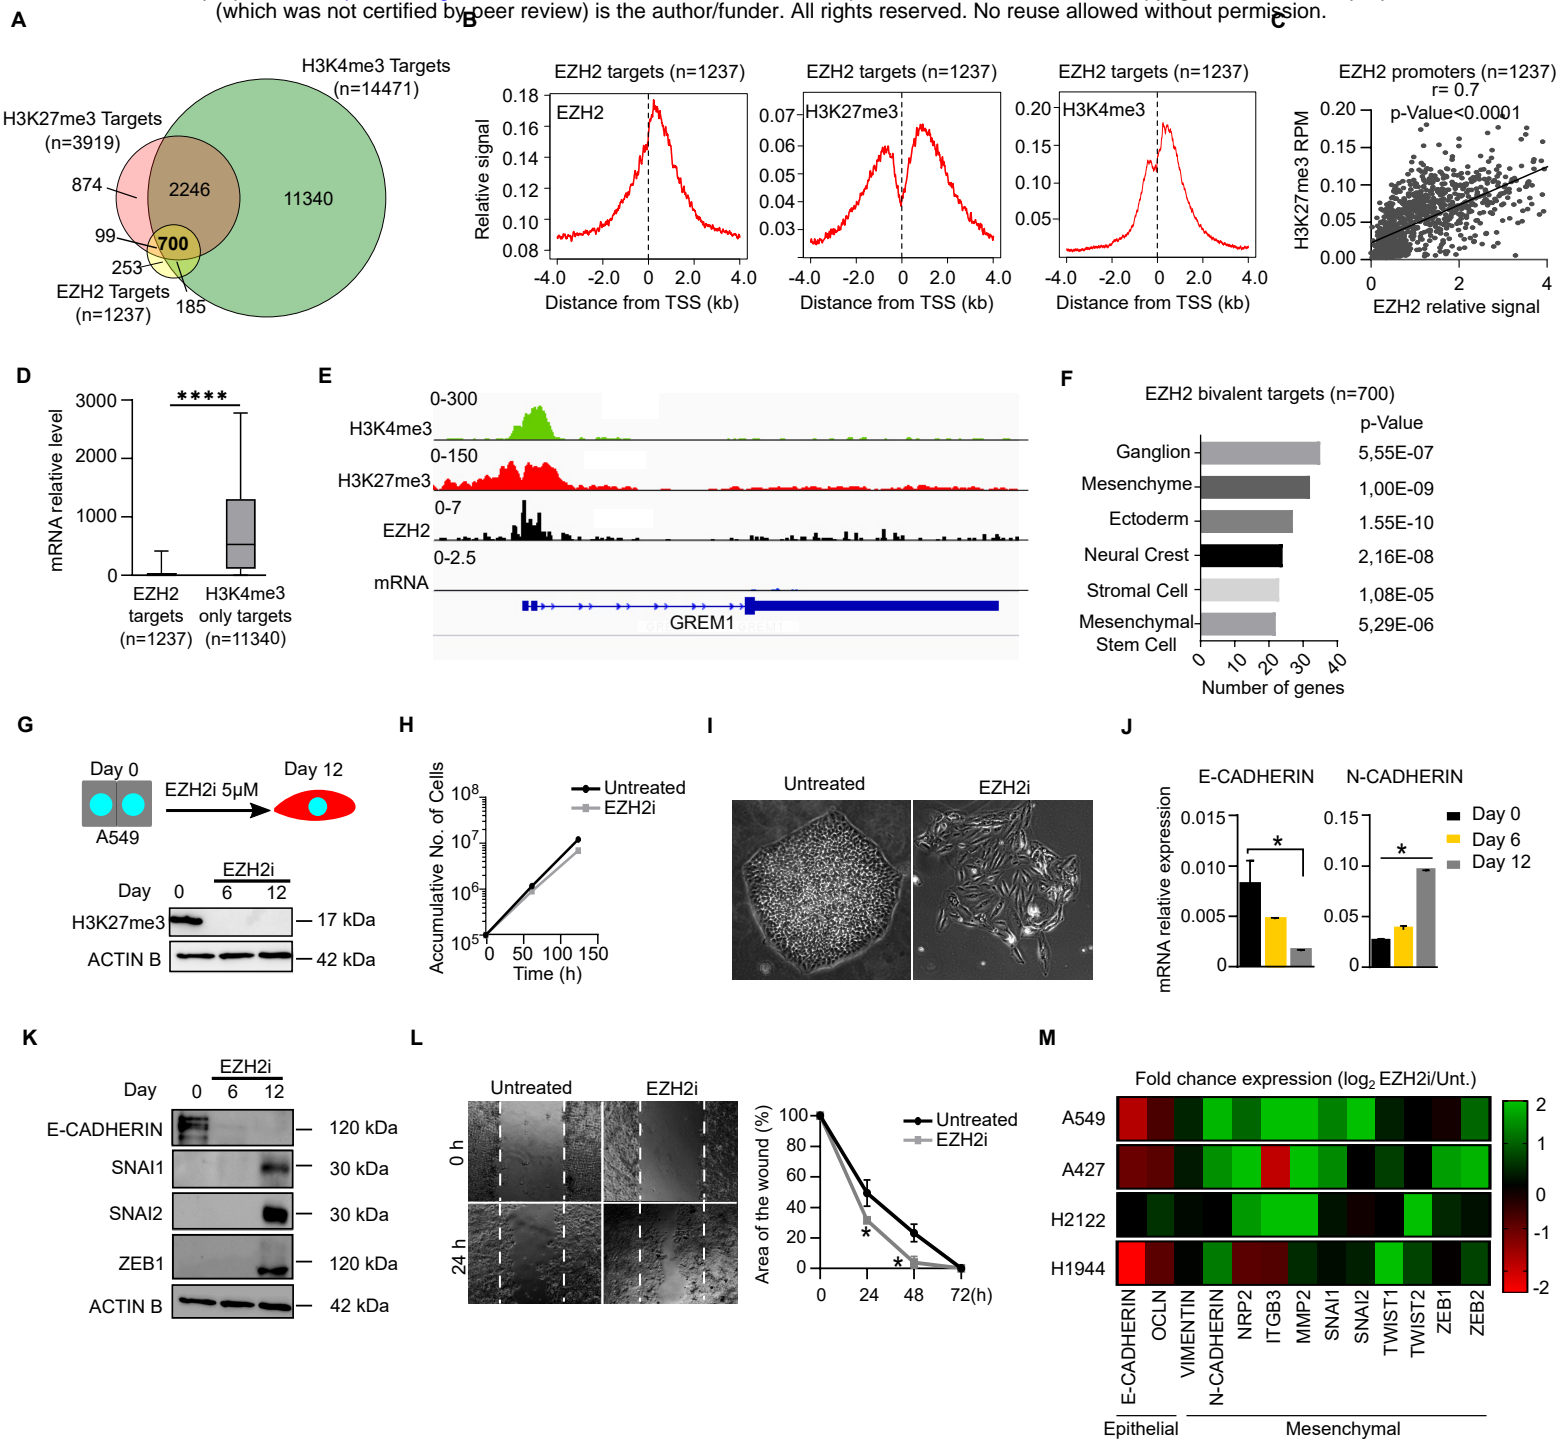 (which was not certified by peer review) is the author/funder. All rights reserved. No reuse allowed without permission.
A
H3K4me3 Targets
(n=14471)
H3K27me3 Targets
(n=3919)
874
2246
11340
99
700
253
EZH2 Targets
(n=1237)
185
B
EZH2 targets (n=1237)
EZH2
Relative signal
0.18
0.16
0.14
0.12
0.10
0.08
-4.0 -2.0 0 2.0 4.0
Distance from TSS (kb)
EZH2 targets (n=1237)
H3K27me3
0.07
0.06
0.05
0.04
0.03
-4.0 -2.0 0 2.0 4.0
Distance from TSS (kb)
EZH2 targets (n=1237)
H3K4me3
0.20
0.15
0.10
0.05
-4.0 -2.0 0 2.0 4.0
Distance from TSS (kb)
C
EZH2 promoters (n=1237)
r= 0.7
p-Value<0.0001
H3K27me3 RPM
0.20
0.15
0.10
0.05
0.00
0 2 4
EZH2 relative signal
D
mRNA relative level
3000
2000
1000
0
****
EZH2
targets
(n=1237)
H3K4me3
only targets
(n=11340)
E
0-300
H3K4me3
0-150
H3K27me3
0-7
EZH2
0-2.5
mRNA
GREM1
F
EZH2 bivalent targets (n=700)
p-Value
Ganglion 5,55E-07
Mesenchyme 1,00E-09
Ectoderm 1.55E-10
Neural Crest 2,16E-08
Stromal Cell 1,08E-05
Mesenchymal
Stem Cell
5,29E-06
0 10 20 30 40
Number of genes
G
Day 0
EZH2i 5µM
Day 12
A549
EZH2i
Day 0 6 12
H3K27me3 17 kDa
ACTIN B 42 kDa
H
Accumulative No. of Cells
10⁸
10⁷
10⁶
10⁵
0 50 100 150
Time (h)
Untreated
EZH2i
I
Untreated
EZH2i
J
mRNA relative expression
E-CADHERIN
0.015
0.010
0.005
0
*
N-CADHERIN
0.15
0.10
0.05
0
*
Day 0
Day 6
Day 12
K
EZH2i
Day 0 6 12
E-CADHERIN 120 kDa
SNAI1 30 kDa
SNAI2 30 kDa
ZEB1 120 kDa
ACTIN B 42 kDa
L
Untreated EZH2i
0 h
24 h
Area of the wound (%)
100
80
60
40
20
0
0 24 48 72(h)
Untreated
EZH2i
*
*
M
Fold chance expression (log₂ EZH2i/Unt.)
A549
A427
H2122
H1944
2
1
0
-1
-2
E-CADHERIN
OCLN
VIMENTIN
N-CADHERIN
NRP2
ITGB3
MMP2
SNAI1
SNAI2
TWIST1
TWIST2
ZEB1
ZEB2
Epithelial
Mesenchymal